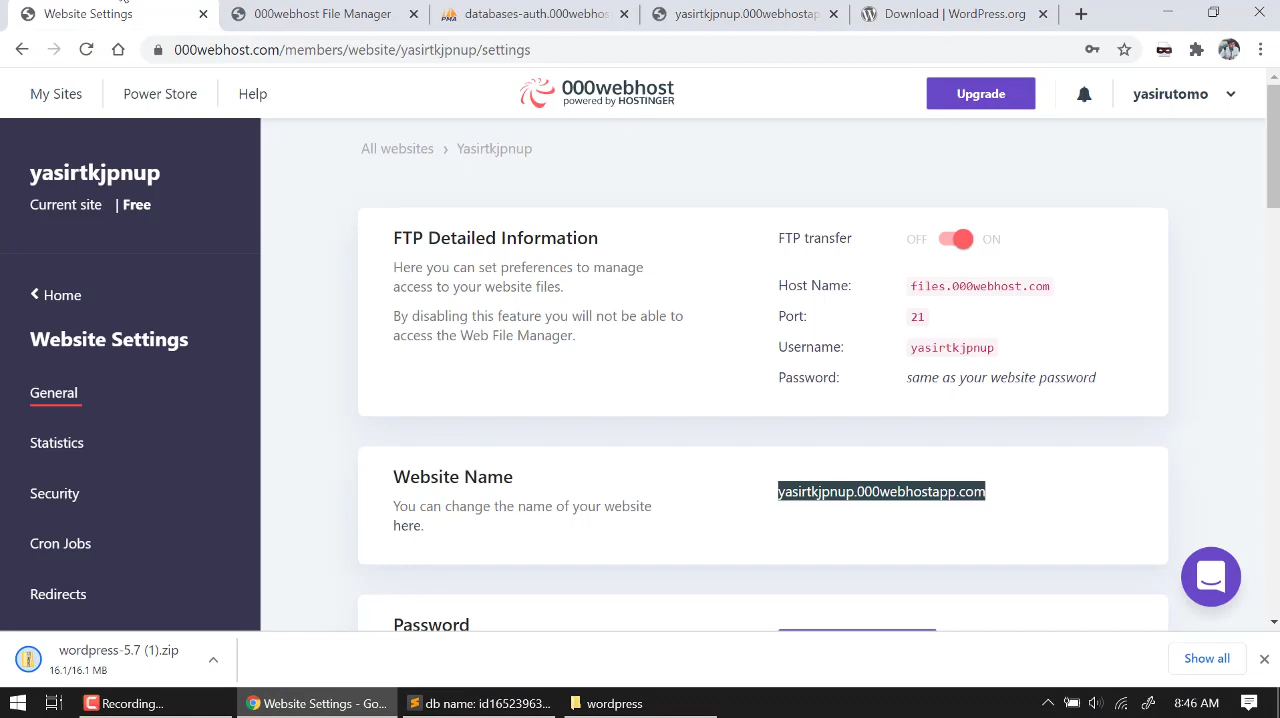 Website Settings
000webhost File Manager
databases-auth.000webhos
yasirtkjpnup.000webhostap
Download | WordPress.org
000webhost.com/members/website/yasirtkjpnup/settings
My Sites
Power Store
Help
000webhost
powered by HOSTINGER
Upgrade
yasirutomo
yasirtkjpnup
Current site | Free
Home
Website Settings
General
Statistics
Security
Cron Jobs
Redirects
All websites › Yasirtkjpnup
FTP Detailed Information
Here you can set preferences to manage
access to your website files.
By disabling this feature you will not be able to
access the Web File Manager.
FTP transfer OFF ON
Host Name: files.000webhost.com
Port: 21
Username: yasirtkjpnup
Password: same as your website password
Website Name
You can change the name of your website
here.
yasirtkjpnup.000webhostapp.com
Password
wordpress-5.7 (1).zip
16.1/16.1 MB
Show all
Recording...
Website Settings - Go...
db name: id16523963...
wordpress
8:46 AM